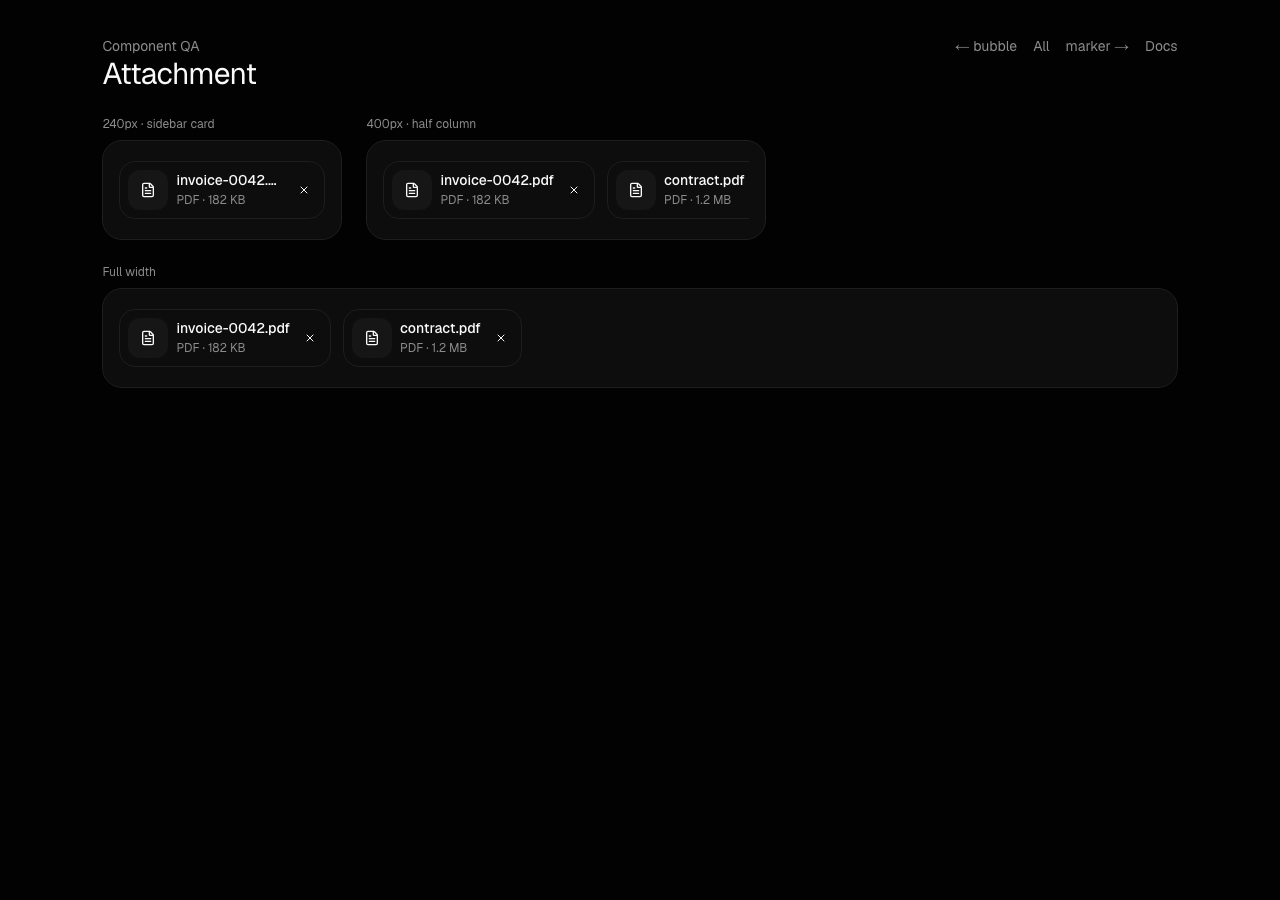 Component QA
← bubble All marker → Docs
Attachment
240px · sidebar card
400px · half column
invoice-0042....
PDF · 182 KB
invoice-0042.pdf
PDF · 182 KB
contract.pdf
PDF · 1.2 MB
Full width
invoice-0042.pdf
PDF · 182 KB
contract.pdf
PDF · 1.2 MB